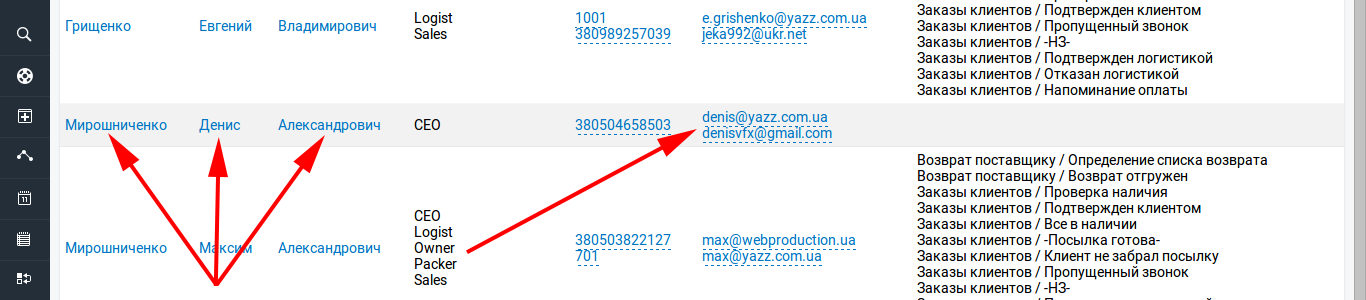 Грищенко
Евгений
Владимирович
Logist
Sales
1001
380989257039
e.grishenko@yazz.com.ua
jeka992@ukr.net
Заказы клиентов / Подтвержден клиентом
Заказы клиентов / Пропущенный звонок
Заказы клиентов / -НЗ-
Заказы клиентов / Подтвержден логистикой
Заказы клиентов / Отказан логистикой
Заказы клиентов / Напоминание оплаты
Мирошниченко
Денис
Александрович
CEO
380504658503
denis@yazz.com.ua
denisvfx@gmail.com
Мирошниченко
Максим
Александрович
CEO
Logist
Owner
Packer
Sales
380503822127
701
max@webproduction.ua
max@yazz.com.ua
Возврат поставщику / Определение списка возврата
Возврат поставщику / Возврат отгружен
Заказы клиентов / Проверка наличия
Заказы клиентов / Подтвержден клиентом
Заказы клиентов / Все в наличии
Заказы клиентов / -Посылка готова-
Заказы клиентов / Клиент не забрал посылку
Заказы клиентов / Пропущенный звонок
Заказы клиентов / -НЗ-
11